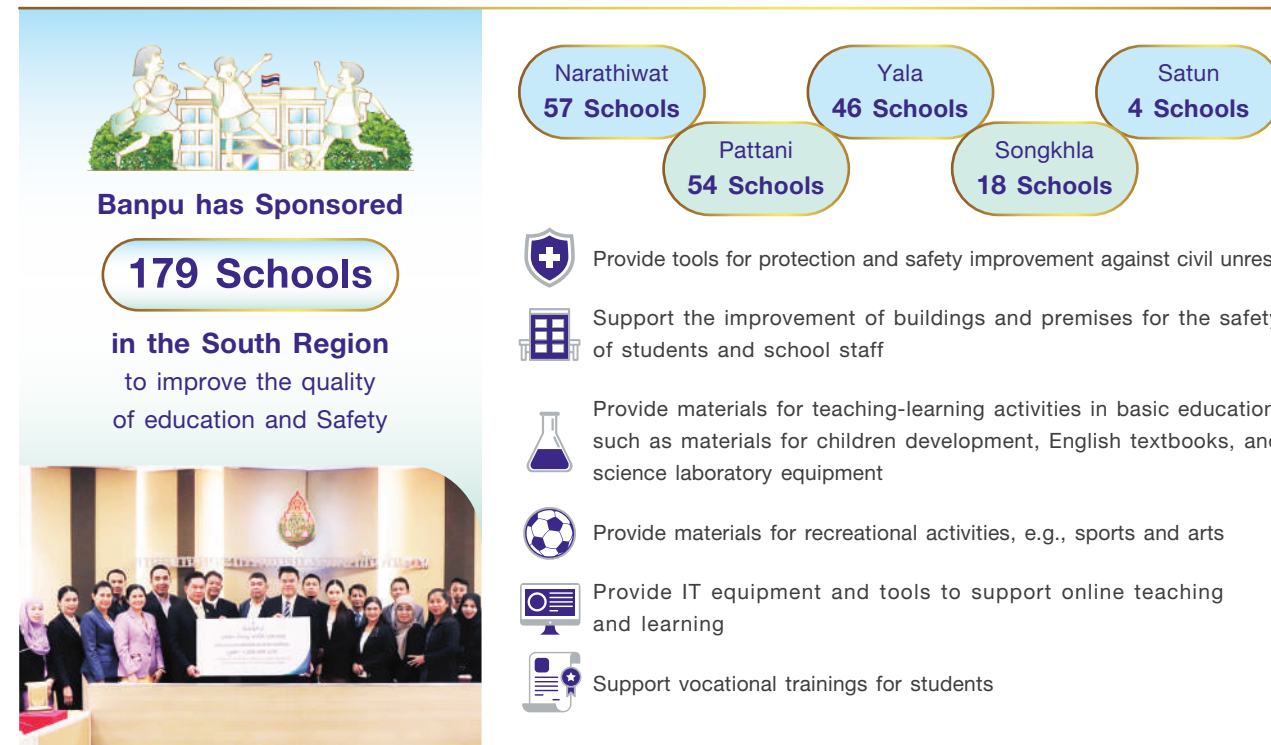 Banpu has Sponsored
179 Schools
in the South Region
to improve the quality
of education and Safety
Narathiwat
57 Schools
Yala
46 Schools
Satun
4 Schools
Pattani
54 Schools
Songkhla
18 Schools
Provide tools for protection and safety improvement against civil unres
Support the improvement of buildings and premises for the safety
of students and school staff
Provide materials for teaching-learning activities in basic education
such as materials for children development, English textbooks, and
science laboratory equipment
Provide materials for recreational activities, e.g., sports and arts
Provide IT equipment and tools to support online teaching
and learning
Support vocational trainings for students